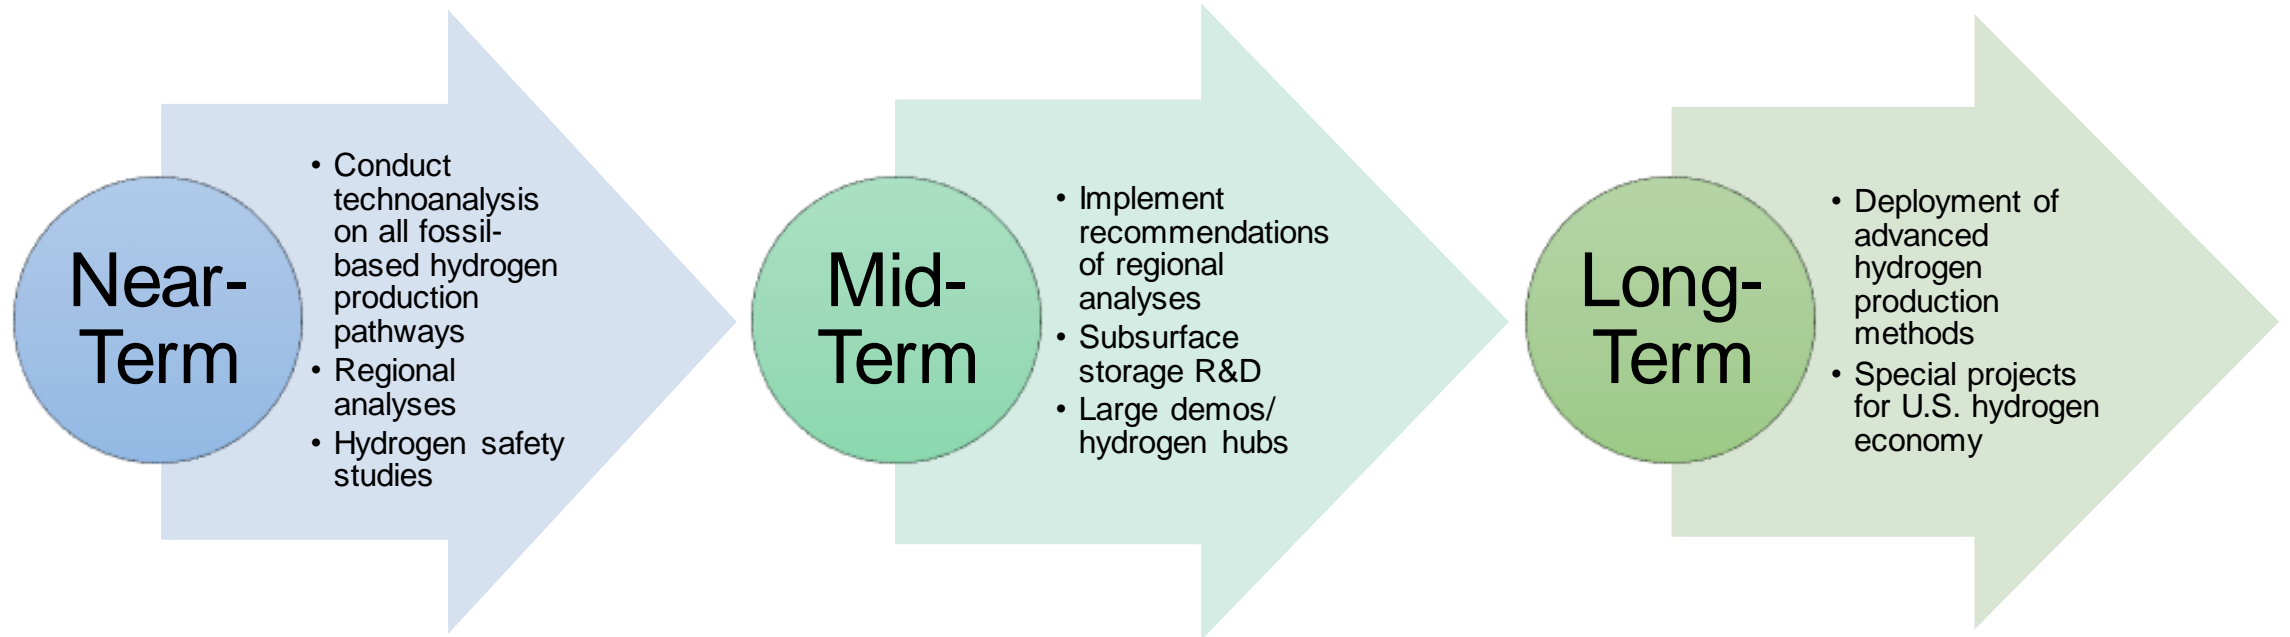 Near-
Term
• Conduct
technoanalysis
on all fossil-
based hydrogen
production
pathways
• Regional
analyses
• Hydrogen safety
studies
Mid-
Term
• Implement
recommendations
of regional
analyses
• Subsurface
storage R&D
• Large demos/
hydrogen hubs
Long-
Term
• Deployment of
advanced
hydrogen
production
methods
• Special projects
for U.S. hydrogen
economy